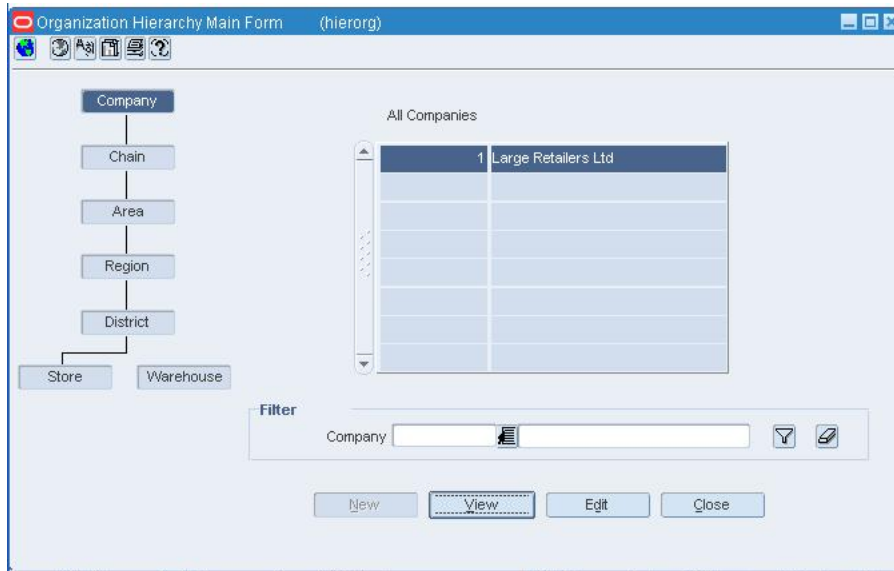 Organization Hierarchy Main Form (hierorg)
Company
All Companies
Chain
1 Large Retailers Ltd
Area
Region
District
Store Warehouse
Filter
Company
New View Edit Close